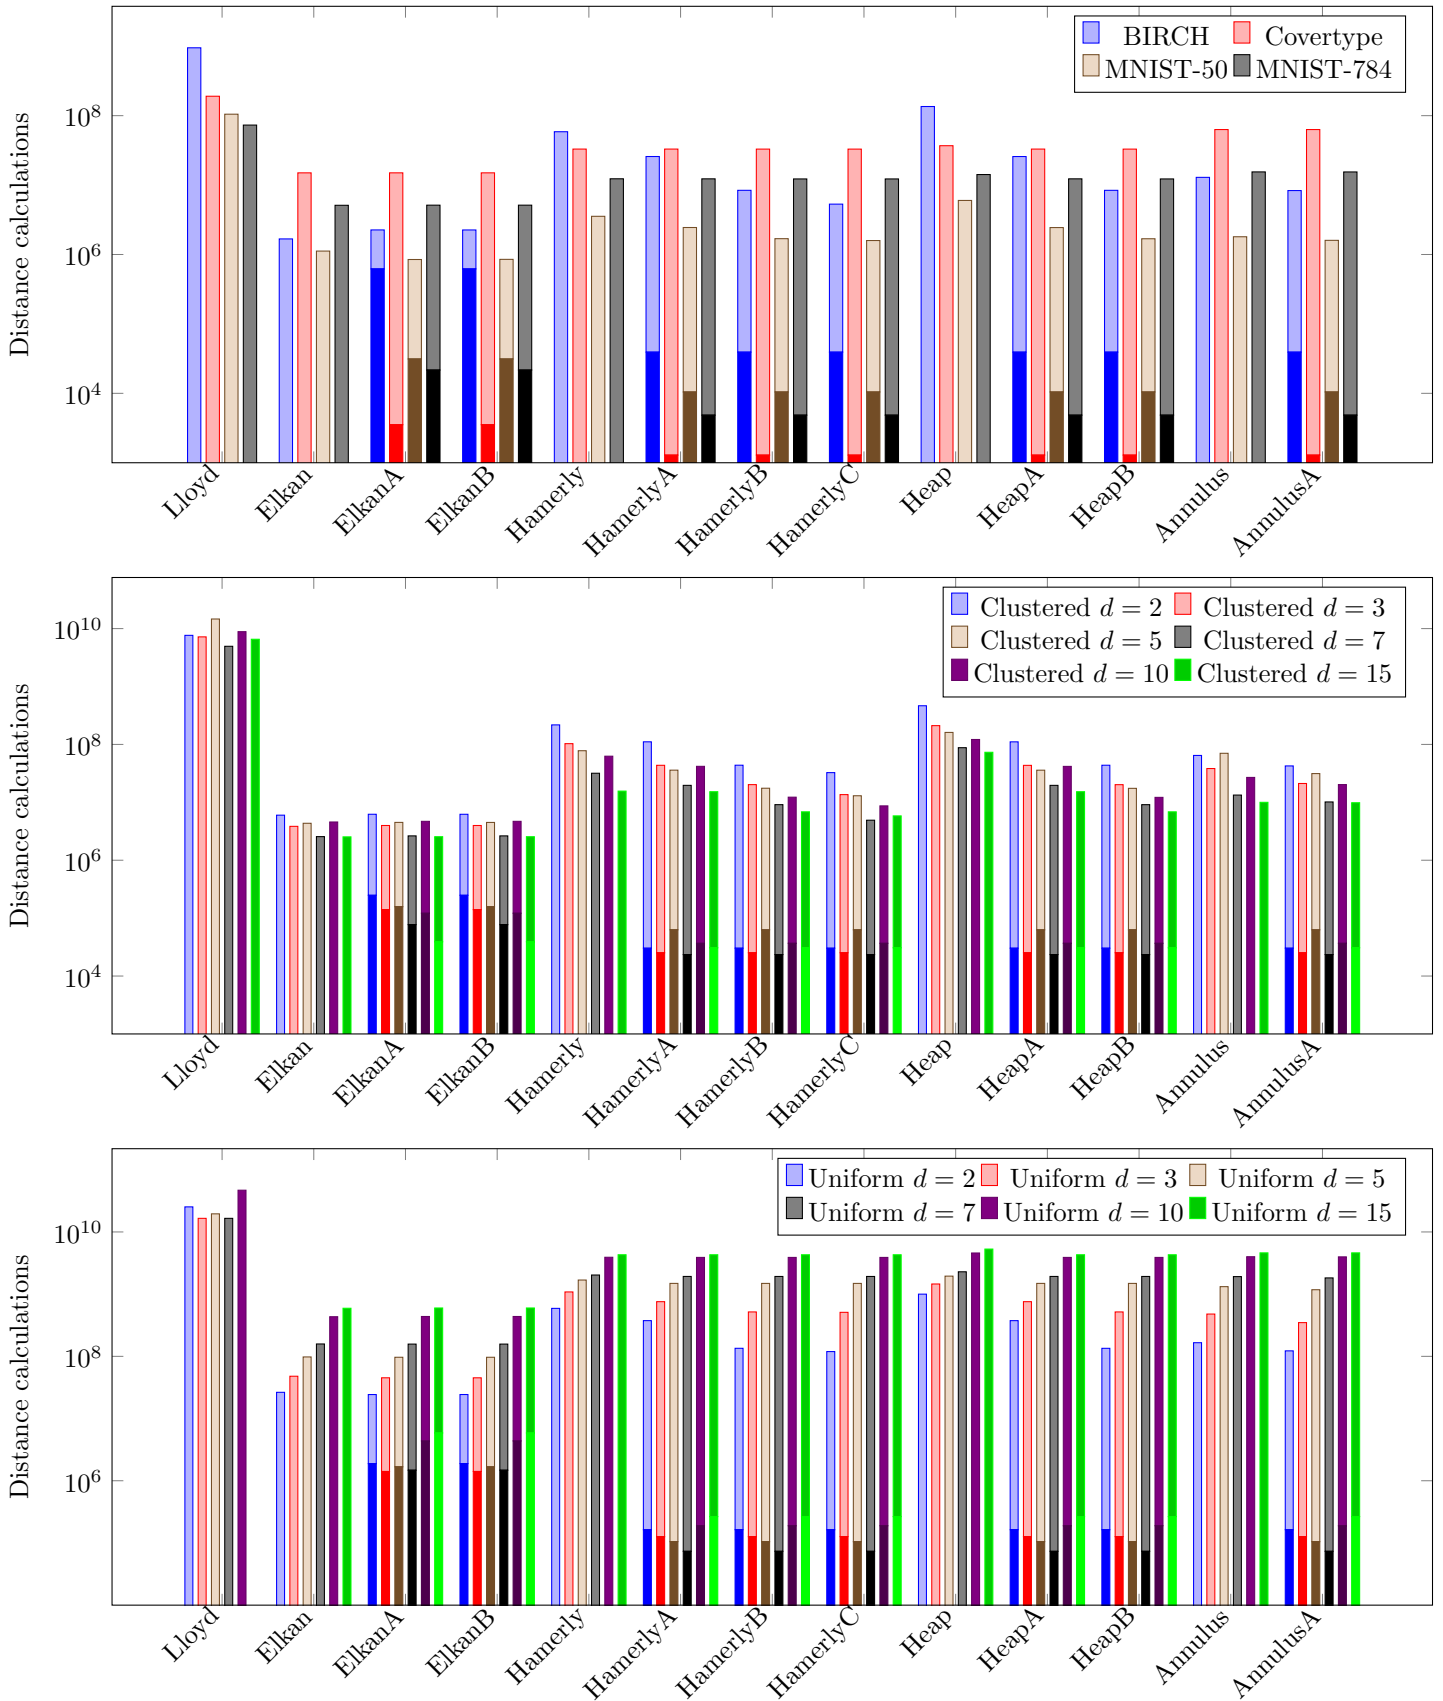 BIRCH Covertype
MNIST-50 MNIST-784
Distance calculations
10^8
10^6
10^4
Lloyd Elkan ElkanA ElkanB Hamerly HamerlyA HamerlyB HamerlyC Heap HeapA HeapB Annulus AnnulusA
Clustered d = 2 Clustered d = 3
Clustered d = 5 Clustered d = 7
Clustered d = 10 Clustered d = 15
Distance calculations
10^10
10^8
10^6
10^4
Lloyd Elkan ElkanA ElkanB Hamerly HamerlyA HamerlyB HamerlyC Heap HeapA HeapB Annulus AnnulusA
Uniform d = 2 Uniform d = 3 Uniform d = 5
Uniform d = 7 Uniform d = 10 Uniform d = 15
Distance calculations
10^10
10^8
10^6
Lloyd Elkan ElkanA ElkanB Hamerly HamerlyA HamerlyB HamerlyC Heap HeapA HeapB Annulus AnnulusA